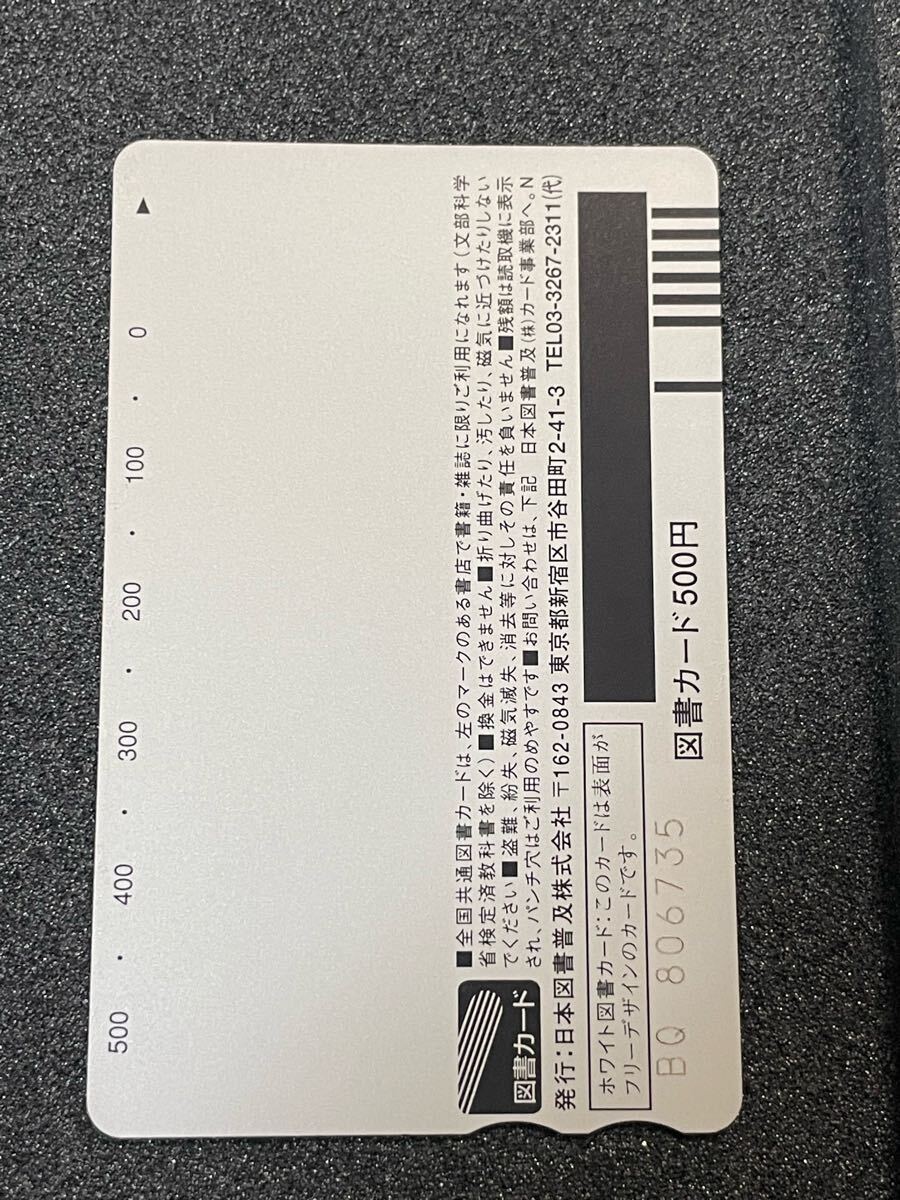 500 ・ 400 ・ 300 ・ 200 ・ 100 ・ 0 ▲
図書カード
■全国共通図書カードは、左のマークのある書店で書籍・雑誌に限りご利用になれます(文部科学
省検定済教科書を除く)■換金はできません■折り曲げたり、汚したり、磁気に近づけたりしない
でください■盗難、紛失、磁気滅失、消去等に対しその責任を負いません■残額は読取機に表示
され、パンチ穴はご利用のめやすです■お問い合わせは、下記 日本図書普及(株)カード事業部へ。N
発行:日本図書普及株式会社 〒162-0843 東京都新宿区市谷田町2-41-3 TEL03-3267-2311(代)
ホワイト図書カード:このカードは表面が
フリーデザインのカードです。
BQ 806735
図書カード500円